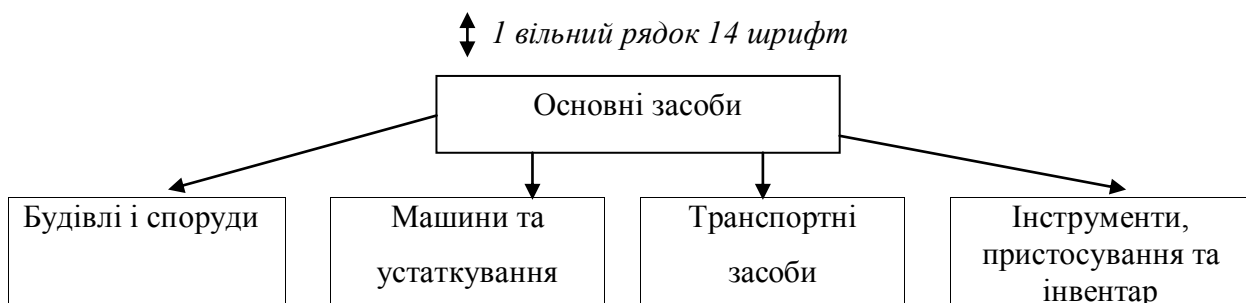 1 вільний рядок 14 шрифт
Основні засоби
Будівлі і споруди
Машини та
устаткування
Транспортні
засоби
Інструменти,
пристосування та
інвентар